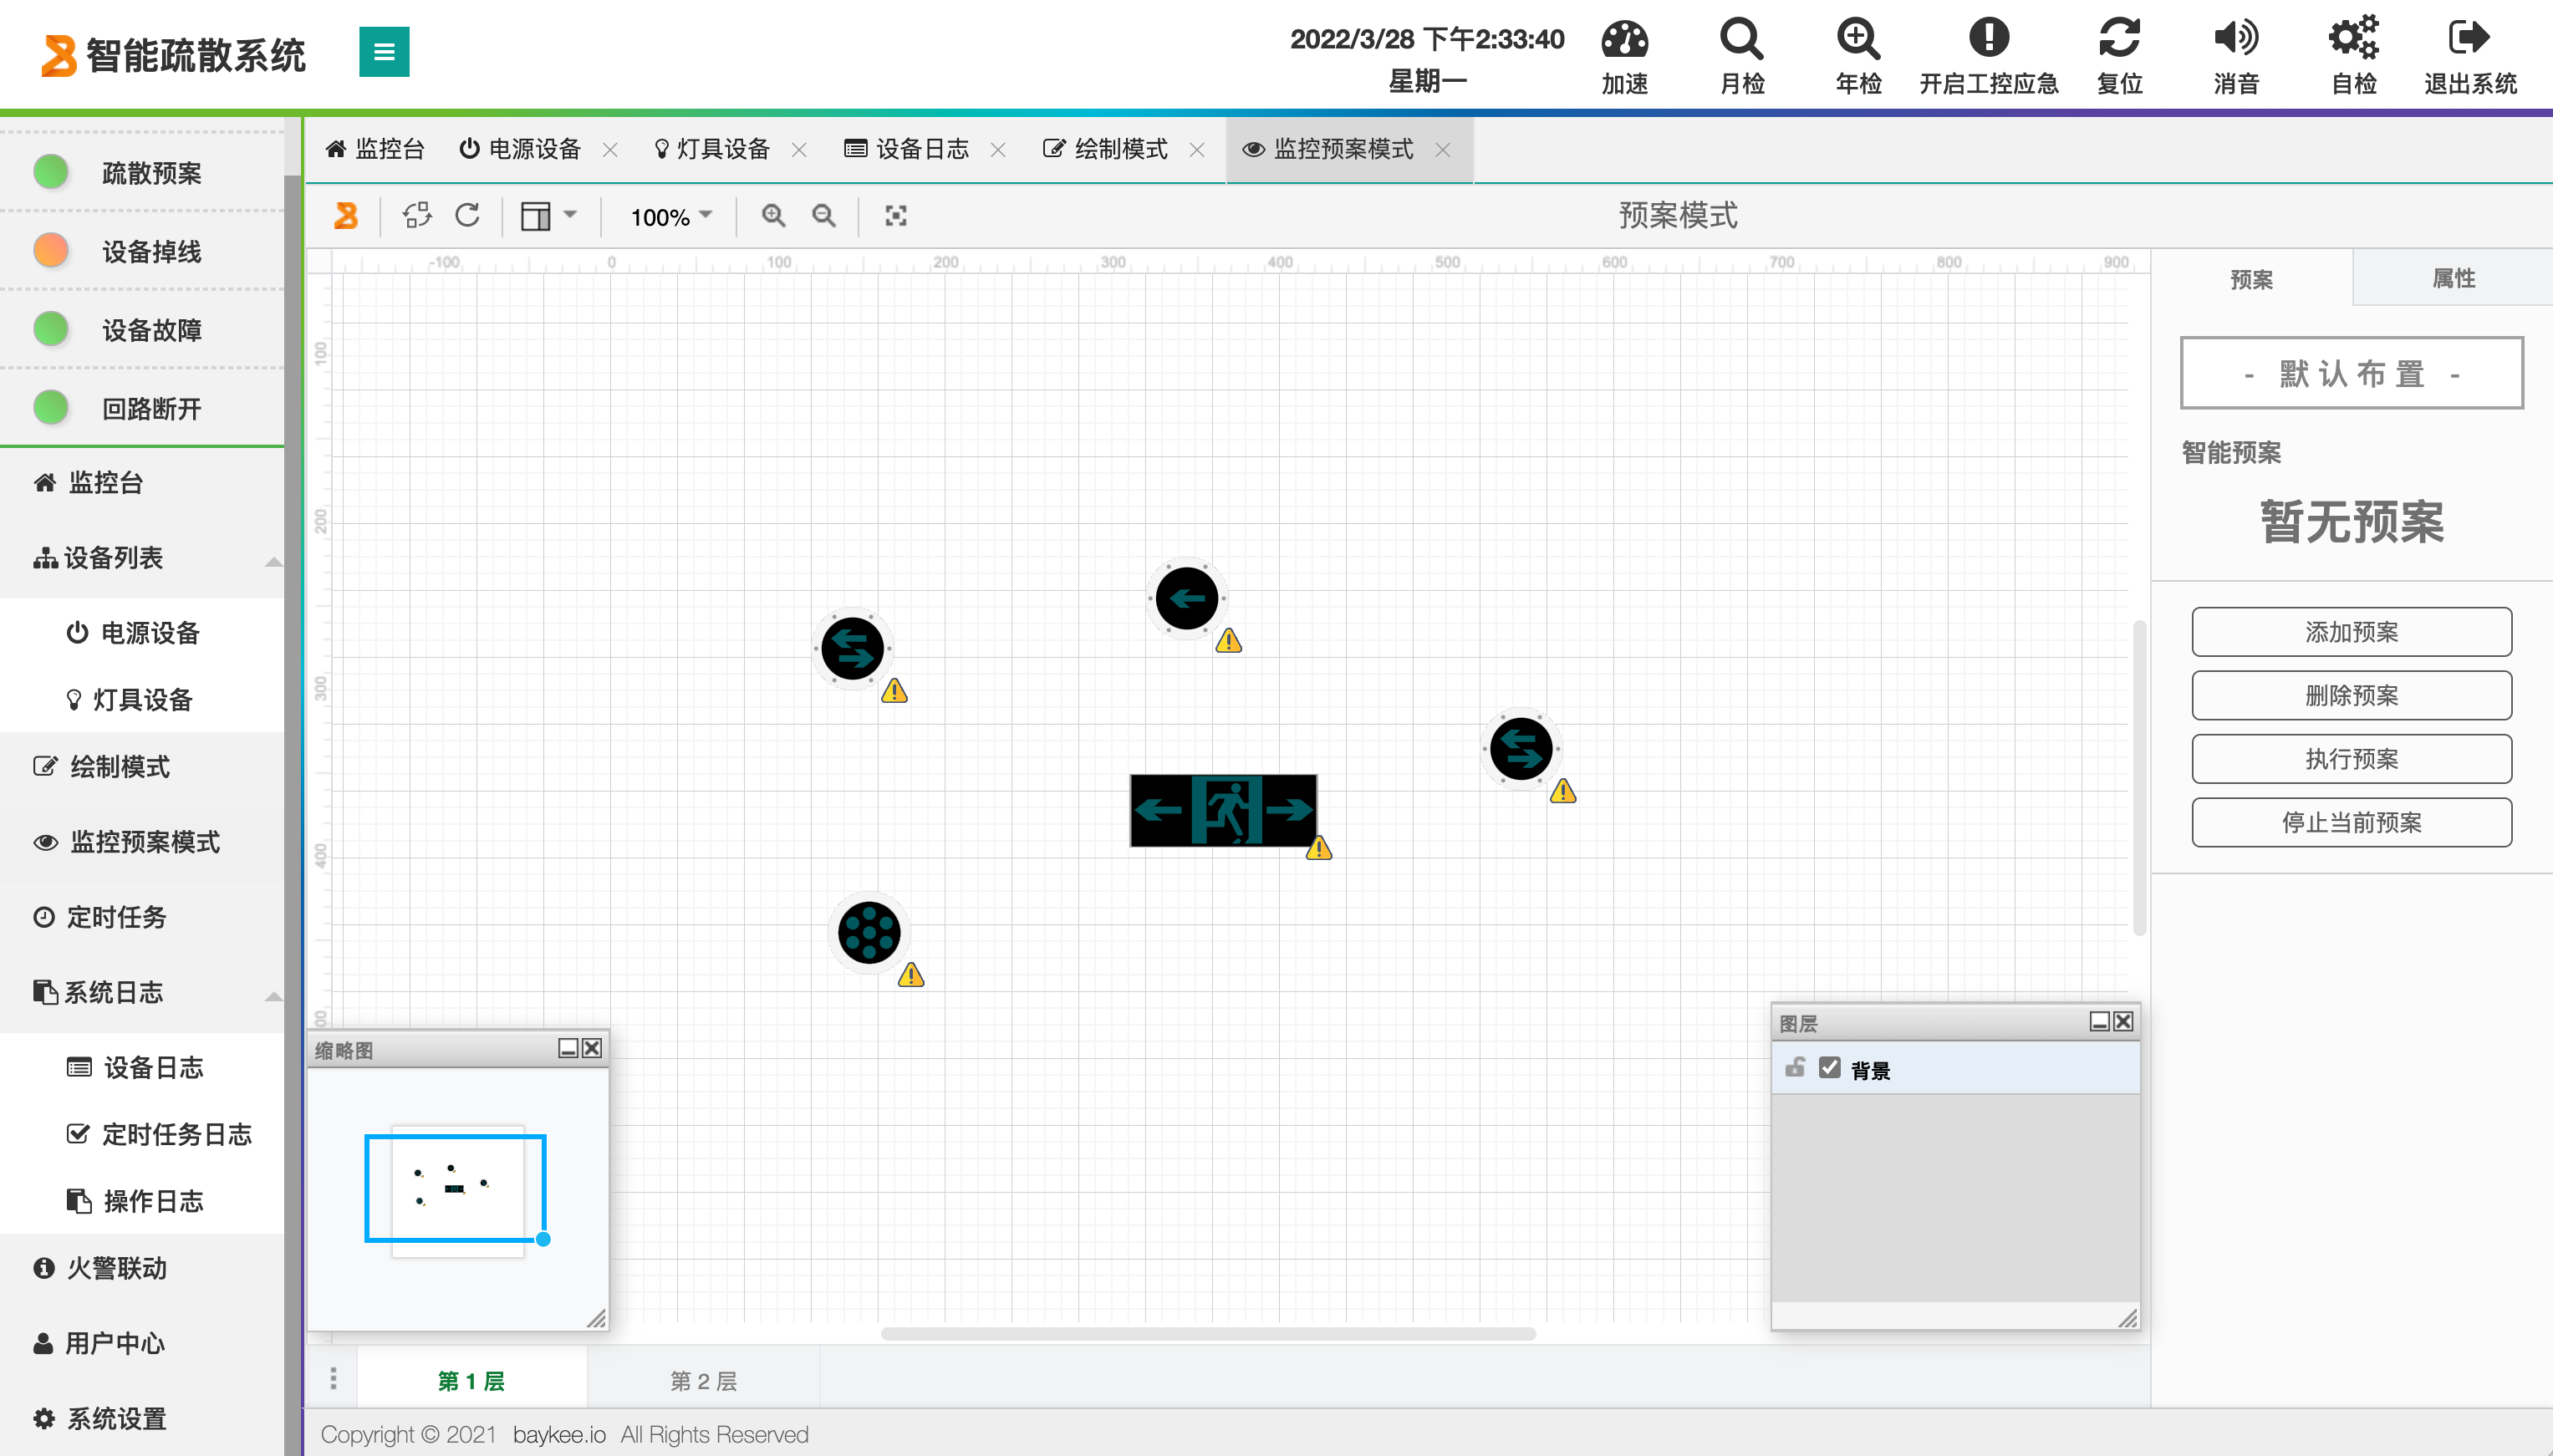 智能疏散系统
2022/3/28 下午2:33:40
星期一
加速
月检
年检
开启工控应急
复位
消音
自检
退出系统
疏散预案
设备掉线
设备故障
回路断开
监控台
设备列表
电源设备
灯具设备
绘制模式
监控预案模式
定时任务
系统日志
设备日志
定时任务日志
操作日志
火警联动
用户中心
系统设置
监控台
电源设备
灯具设备
设备日志
绘制模式
监控预案模式
100%
预案模式
-100 0 100 200 300 400 500 600 700 800 900
100
200
300
400
00
缩略图
图层
背景
第 1 层
第 2 层
预案
属性
- 默认布置 -
智能预案
暂无预案
添加预案
删除预案
执行预案
停止当前预案
Copyright © 2021 baykee.io All Rights Reserved